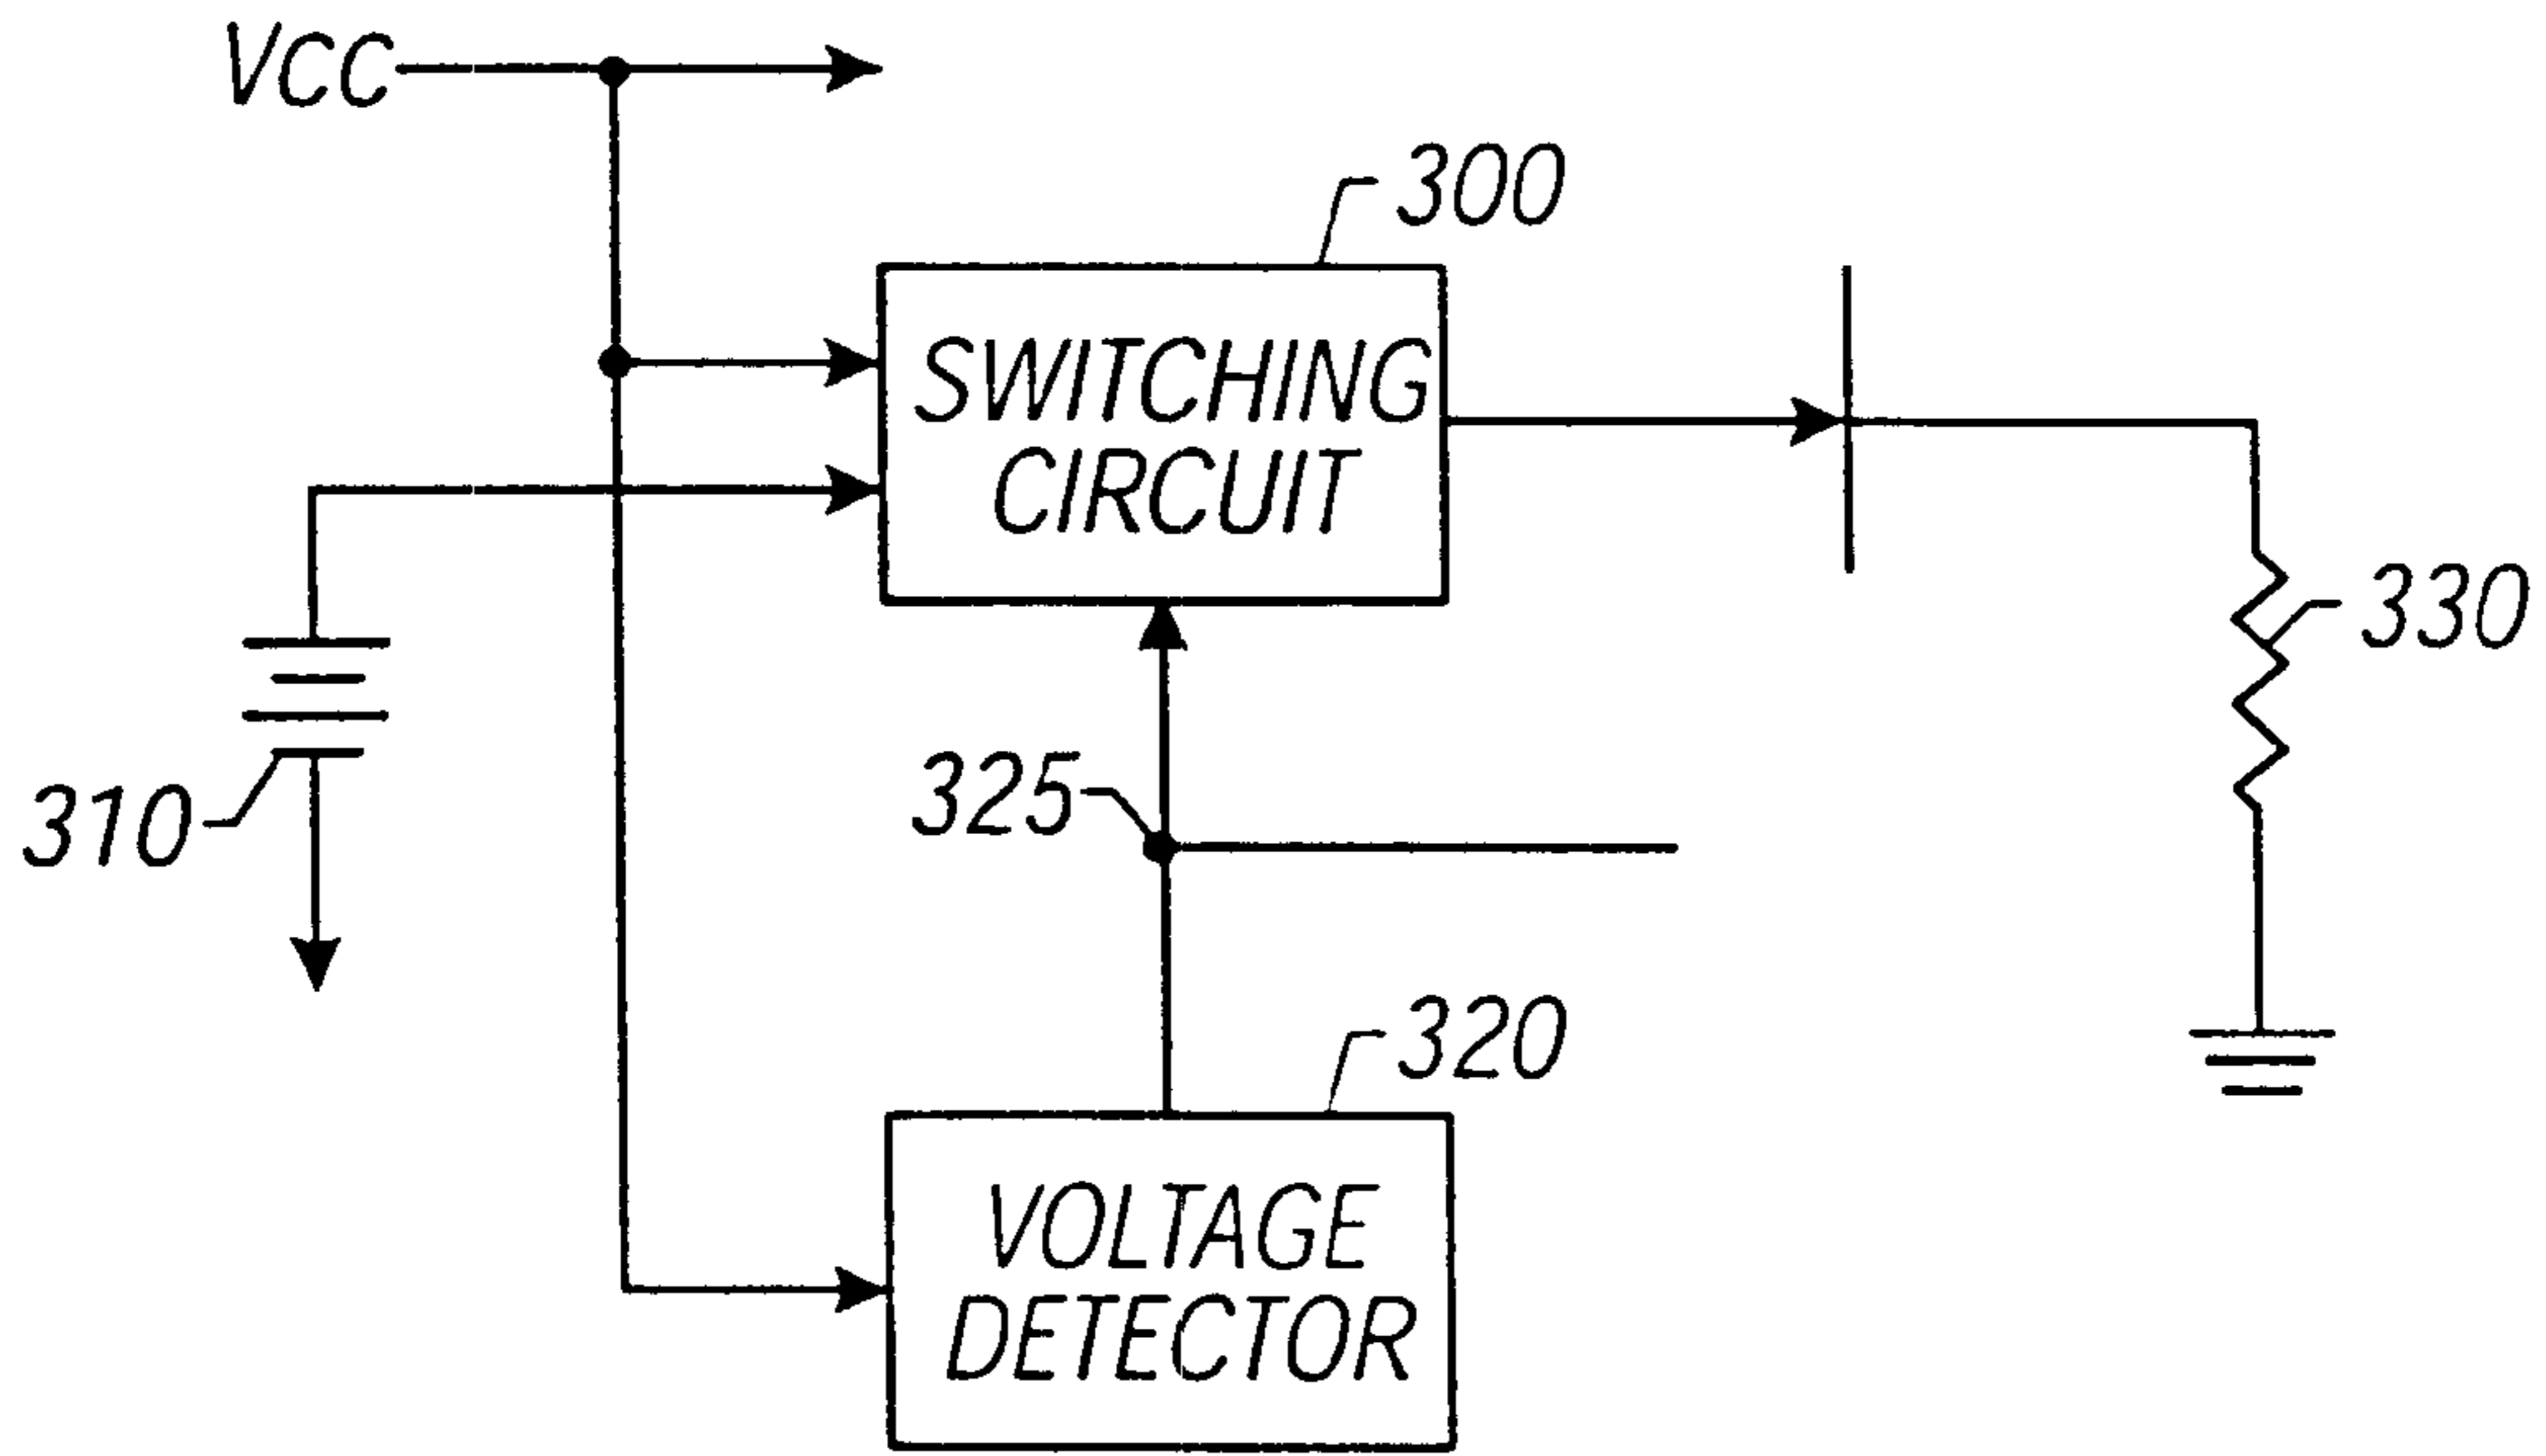 VCC
300
SWITCHING
CIRCUIT
330
310
325
320
VOLTAGE
DETECTOR